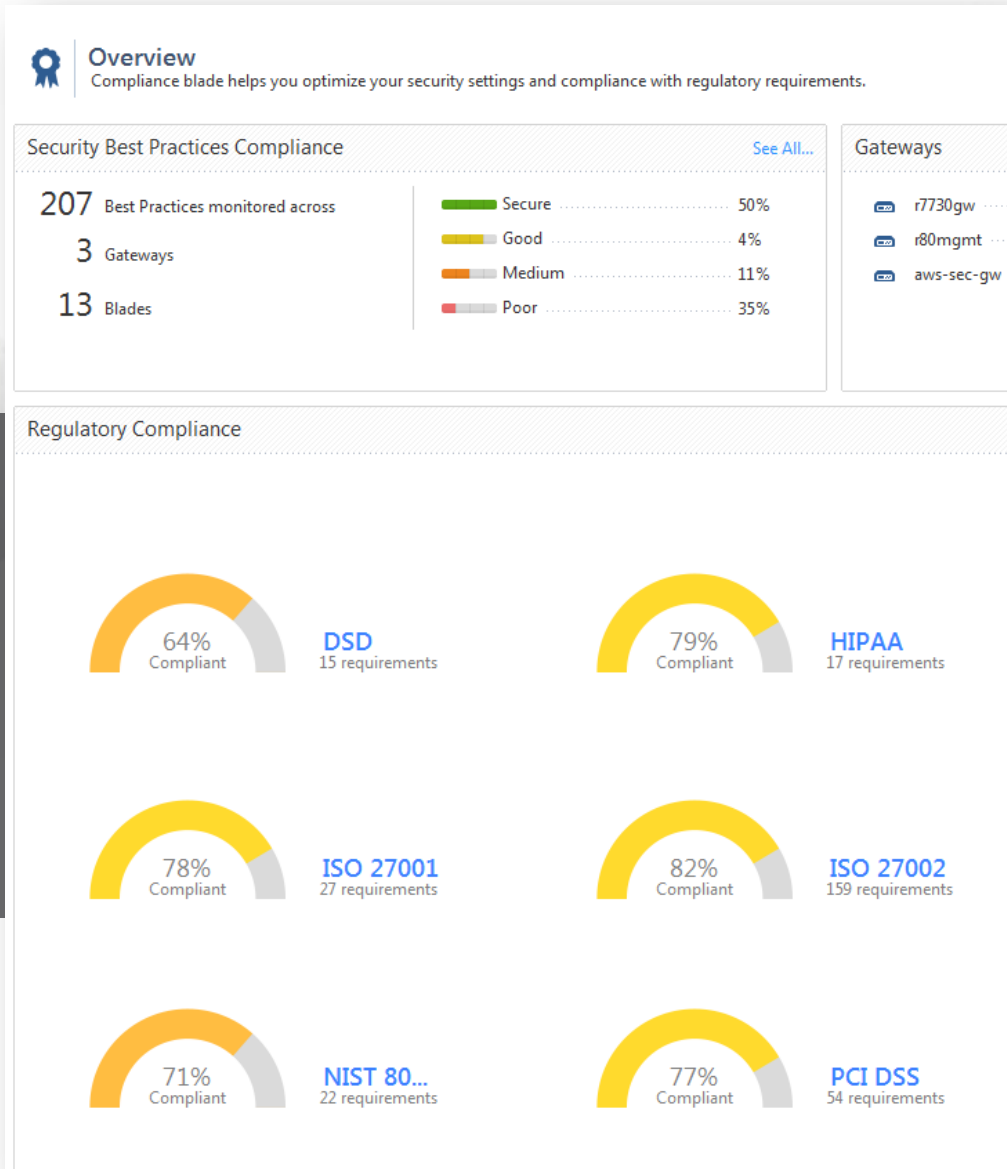 Overview
Compliance blade helps you optimize your security settings and compliance with regulatory requirements.
Security Best Practices Compliance
See All...
207 Best Practices monitored across
3 Gateways
13 Blades
Secure 50%
Good 4%
Medium 11%
Poor 35%
Gateways
r7730gw
r80mgmt
aws-sec-gw
Regulatory Compliance
64%
Compliant
DSD
15 requirements
79%
Compliant
HIPAA
17 requirements
78%
Compliant
ISO 27001
27 requirements
82%
Compliant
ISO 27002
159 requirements
71%
Compliant
NIST 80...
22 requirements
77%
Compliant
PCI DSS
54 requirements